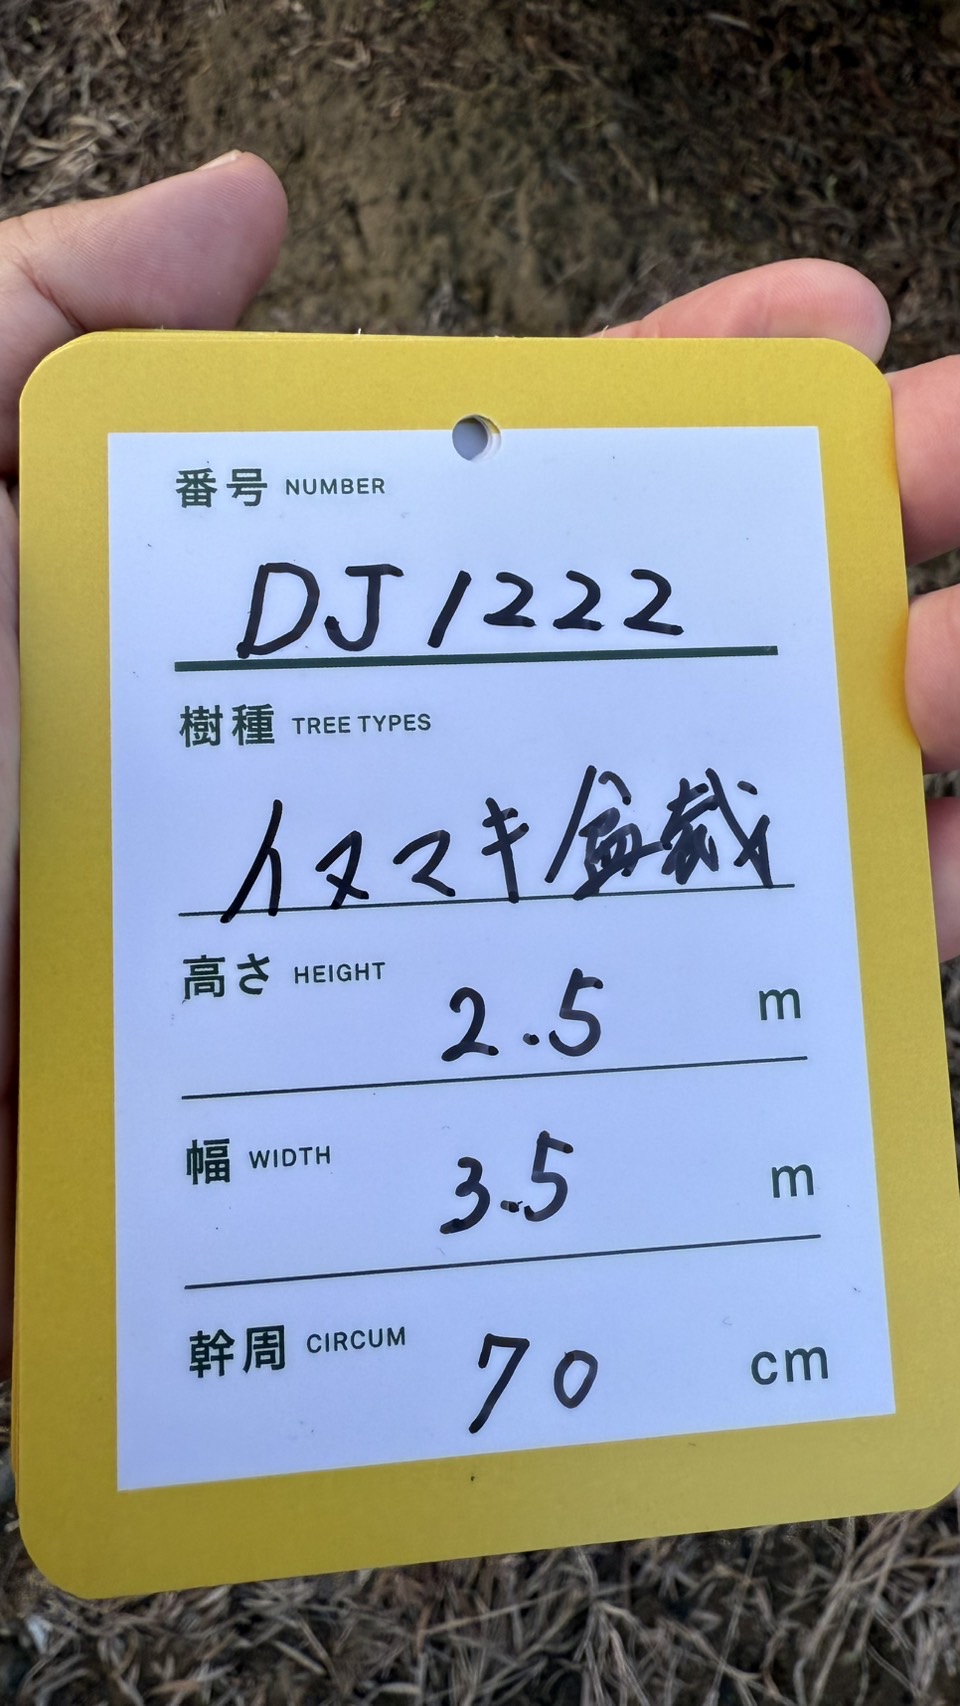 番号 NUMBER
DJ1222
樹種 TREE TYPES
イヌマキ盆栽
高さ HEIGHT 2.5 m
幅 WIDTH 3.5 m
幹周 CIRCUM 70 cm